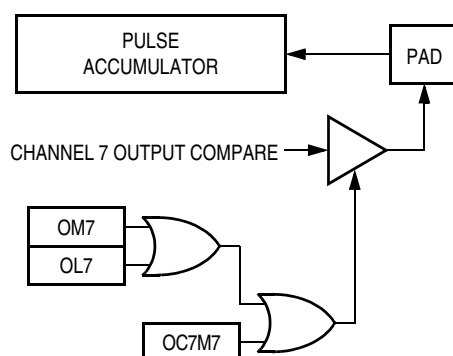 PULSE
ACCUMULATOR
PAD
CHANNEL 7 OUTPUT COMPARE
OM7
OL7
OC7M7